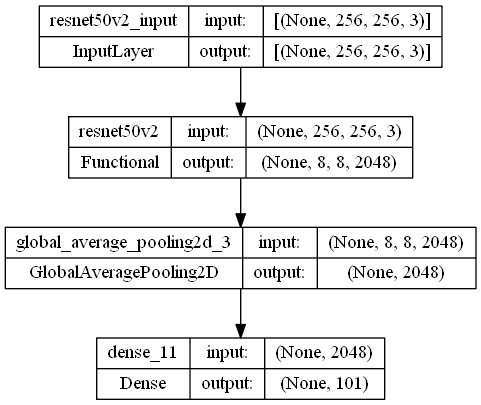 resnet50v2_input input: [(None, 256, 256, 3)]
InputLayer output: [(None, 256, 256, 3)]
resnet50v2 input: (None, 256, 256, 3)
Functional output: (None, 8, 8, 2048)
global_average_pooling2d_3 input: (None, 8, 8, 2048)
GlobalAveragePooling2D output: (None, 2048)
dense_11 input: (None, 2048)
Dense output: (None, 101)